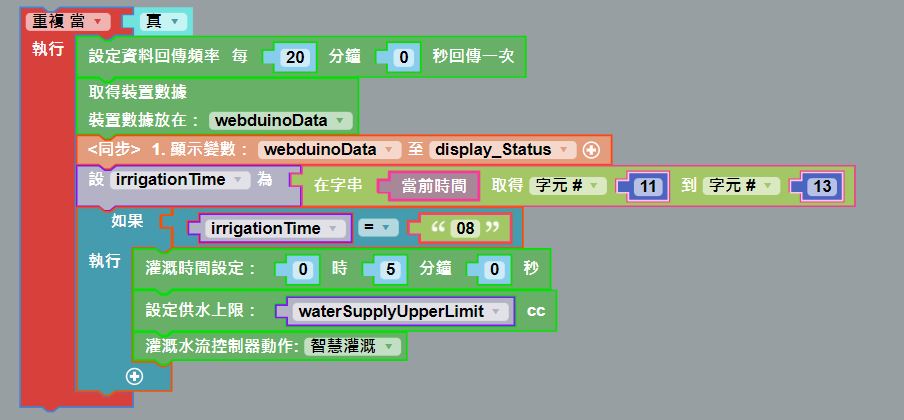 重複 當 真
執行
設定資料回傳頻率 每 20 分鐘 0 秒回傳一次
取得裝置數據
裝置數據放在： webduinoData
<同步> 1. 顯示變數： webduinoData 至 display_Status
設 irrigationTime 為 在字串 當前時間 取得 字元 # 11 到 字元 # 13
如果 irrigationTime = “ 08 ”
執行 灌溉時間設定： 0 時 5 分鐘 0 秒
設定供水上限： waterSupplyUpperLimit cc
灌溉水流控制器動作: 智慧灌溉